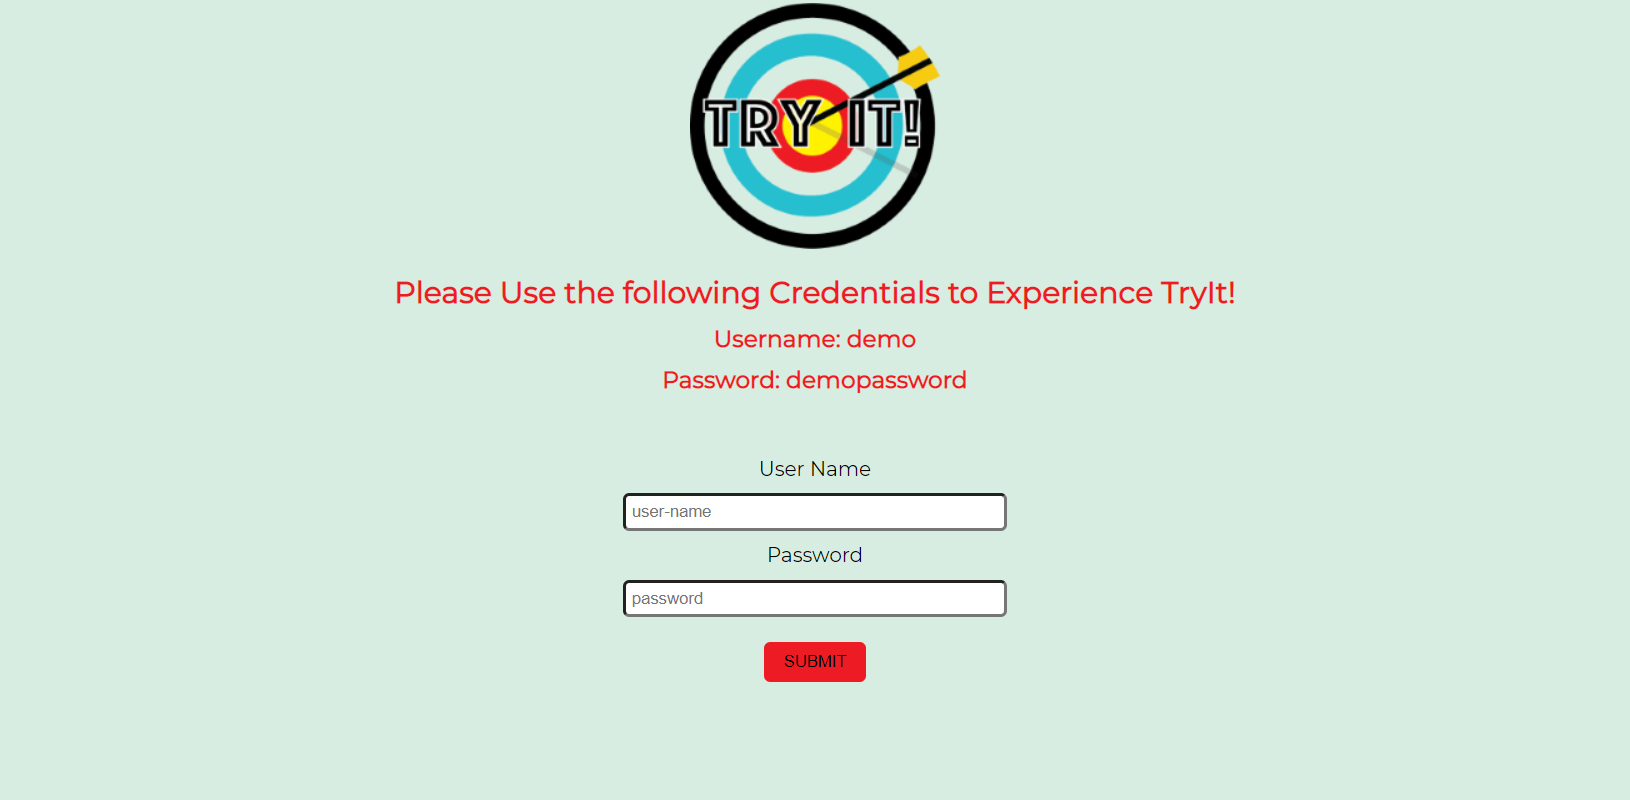 TRY IT!
Please Use the following Credentials to Experience TryIt!
Username: demo
Password: demopassword
User Name
user-name
Password
password
SUBMIT